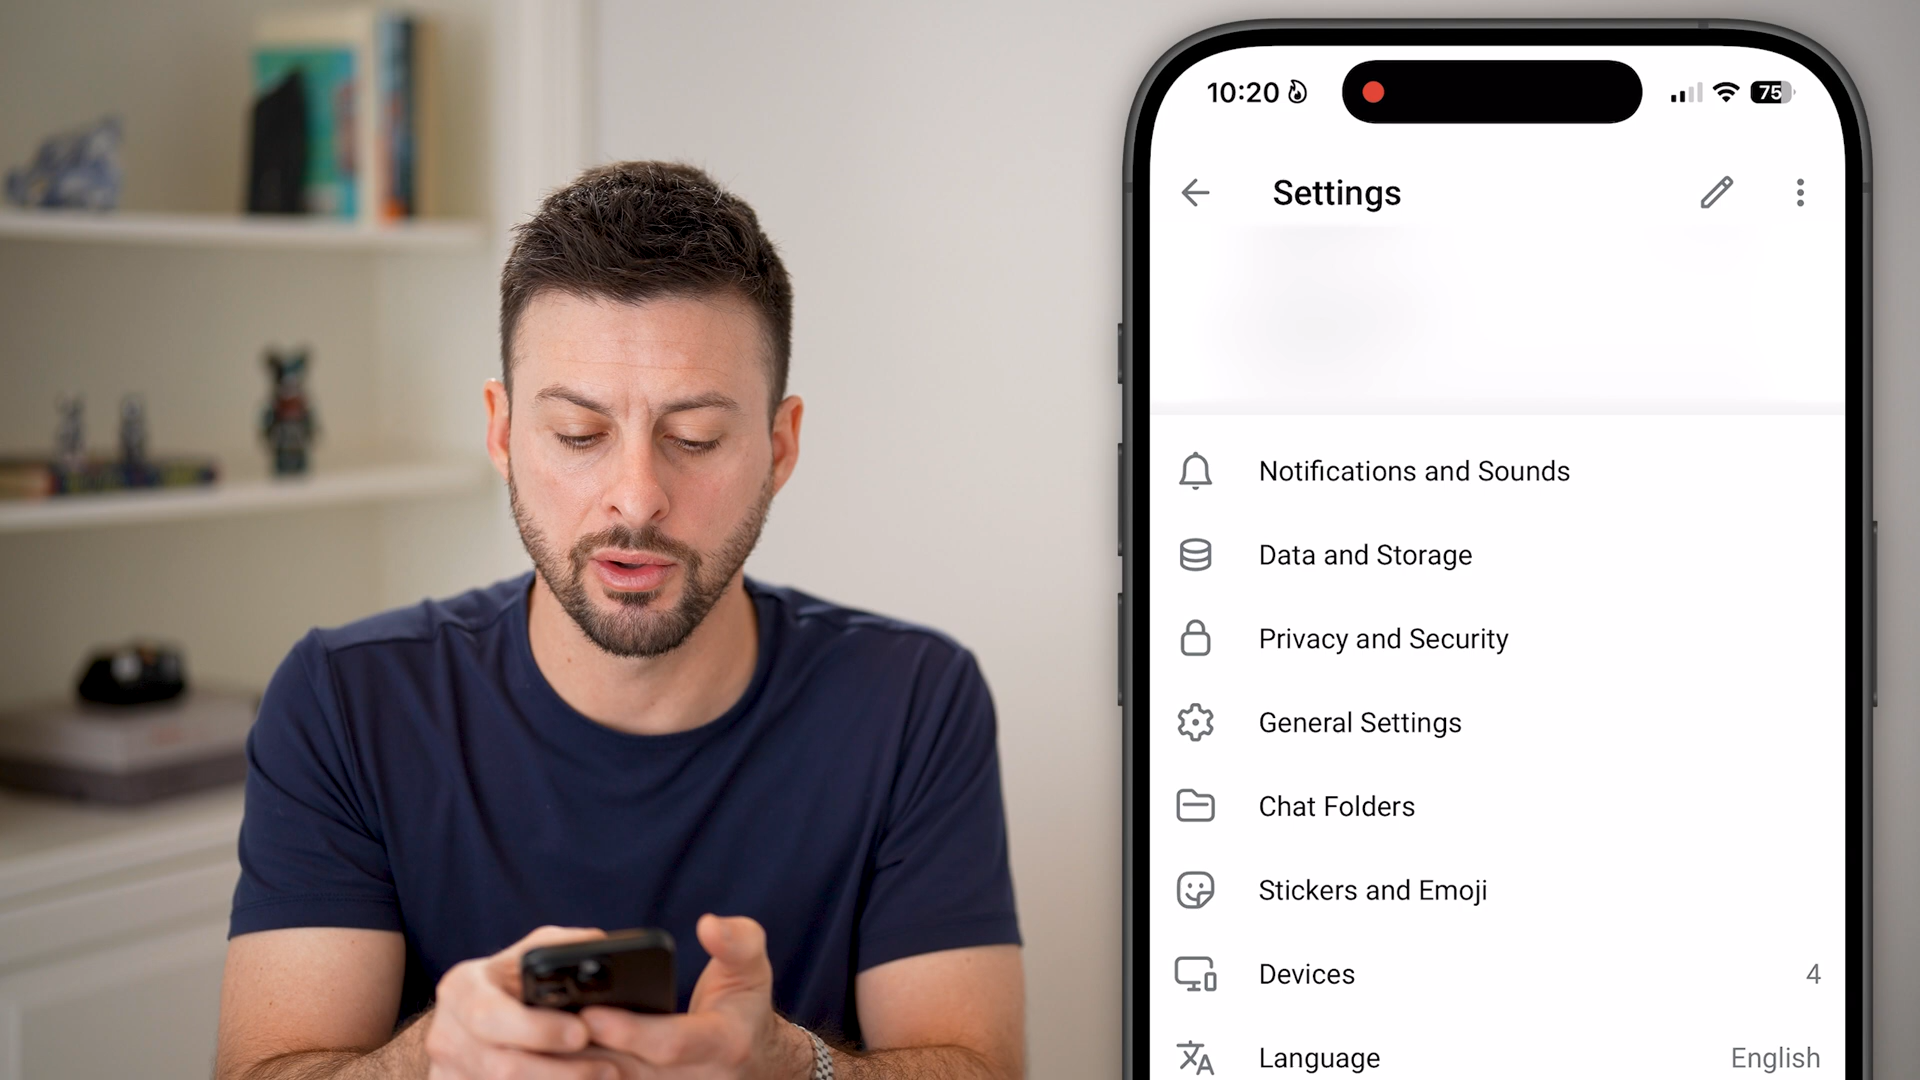 10:20
75
Settings
Notifications and Sounds
Data and Storage
Privacy and Security
General Settings
Chat Folders
Stickers and Emoji
Devices 4
Language English